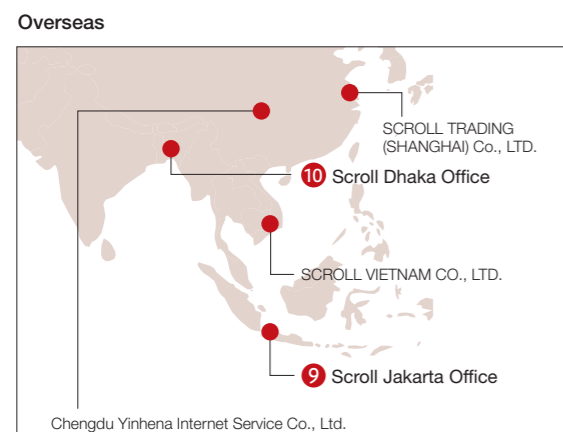 Overseas
SCROLL TRADING
(SHANGHAI) Co., LTD.
10 Scroll Dhaka Office
SCROLL VIETNAM CO., LTD.
9 Scroll Jakarta Office
Chengdu Yinhena Internet Service Co., Ltd.